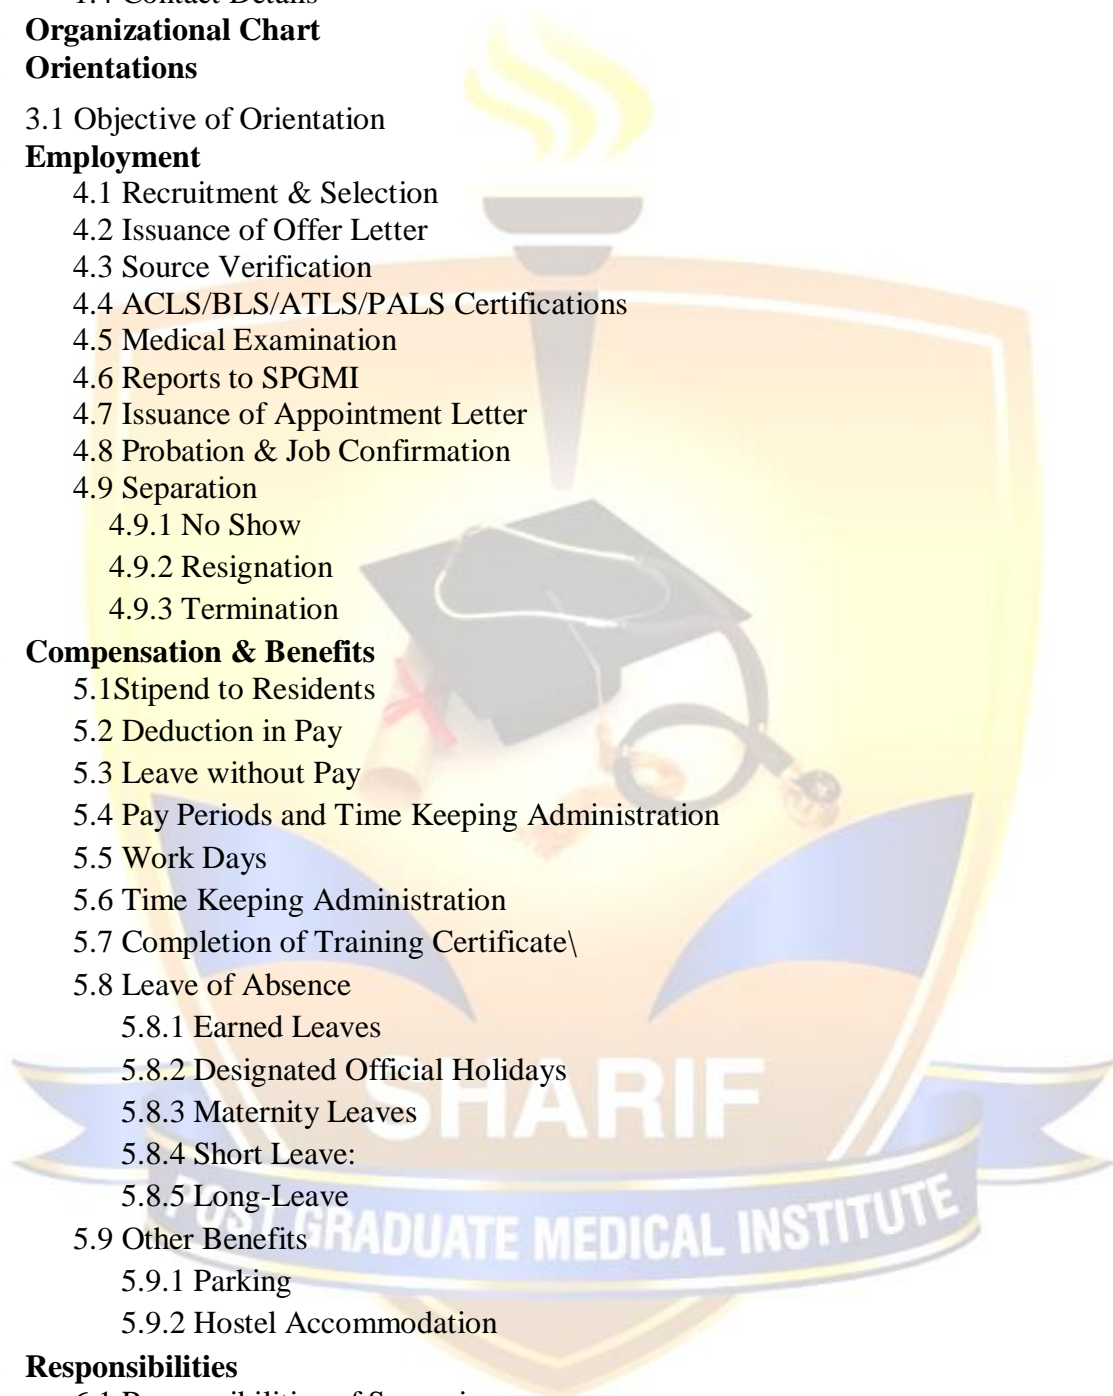 1.4 Contact Details
Organizational Chart
Orientations
3.1 Objective of Orientation
Employment
4.1 Recruitment & Selection
4.2 Issuance of Offer Letter
4.3 Source Verification
4.4 ACLS/BLS/ATLS/PALS Certifications
4.5 Medical Examination
4.6 Reports to SPGMI
4.7 Issuance of Appointment Letter
4.8 Probation & Job Confirmation
4.9 Separation
4.9.1 No Show
4.9.2 Resignation
4.9.3 Termination
Compensation & Benefits
5.1Stipend to Residents
5.2 Deduction in Pay
5.3 Leave without Pay
5.4 Pay Periods and Time Keeping Administration
5.5 Work Days
5.6 Time Keeping Administration
5.7 Completion of Training Certificate\
5.8 Leave of Absence
5.8.1 Earned Leaves
5.8.2 Designated Official Holidays
5.8.3 Maternity Leaves
5.8.4 Short Leave:
5.8.5 Long-Leave
5.9 Other Benefits
5.9.1 Parking
5.9.2 Hostel Accommodation
Responsibilities
6.1 Responsibilities of
SHARIF
POST GRADUATE MEDICAL INSTITUTE